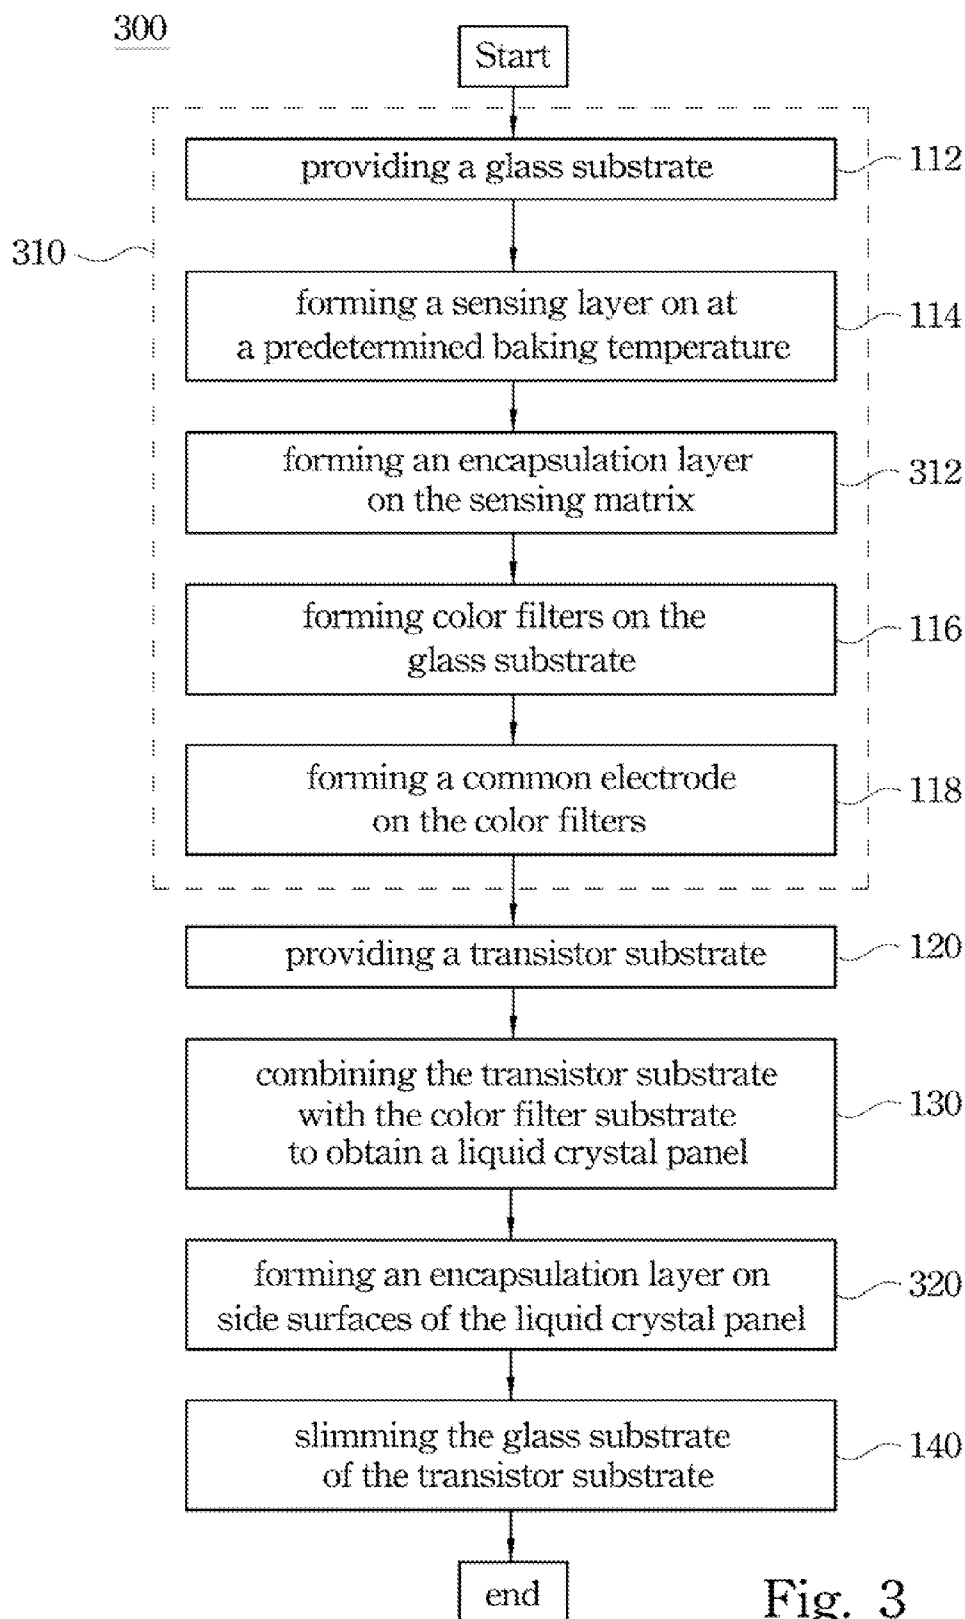 300
Start
providing a glass substrate
112
310
forming a sensing layer on at
a predetermined baking temperature
114
forming an encapsulation layer
on the sensing matrix
312
forming color filters on the
glass substrate
116
forming a common electrode
on the color filters
118
providing a transistor substrate
120
combining the transistor substrate
with the color filter substrate
to obtain a liquid crystal panel
130
forming an encapsulation layer on
side surfaces of the liquid crystal panel
320
slimming the glass substrate
of the transistor substrate
140
end
Fig. 3